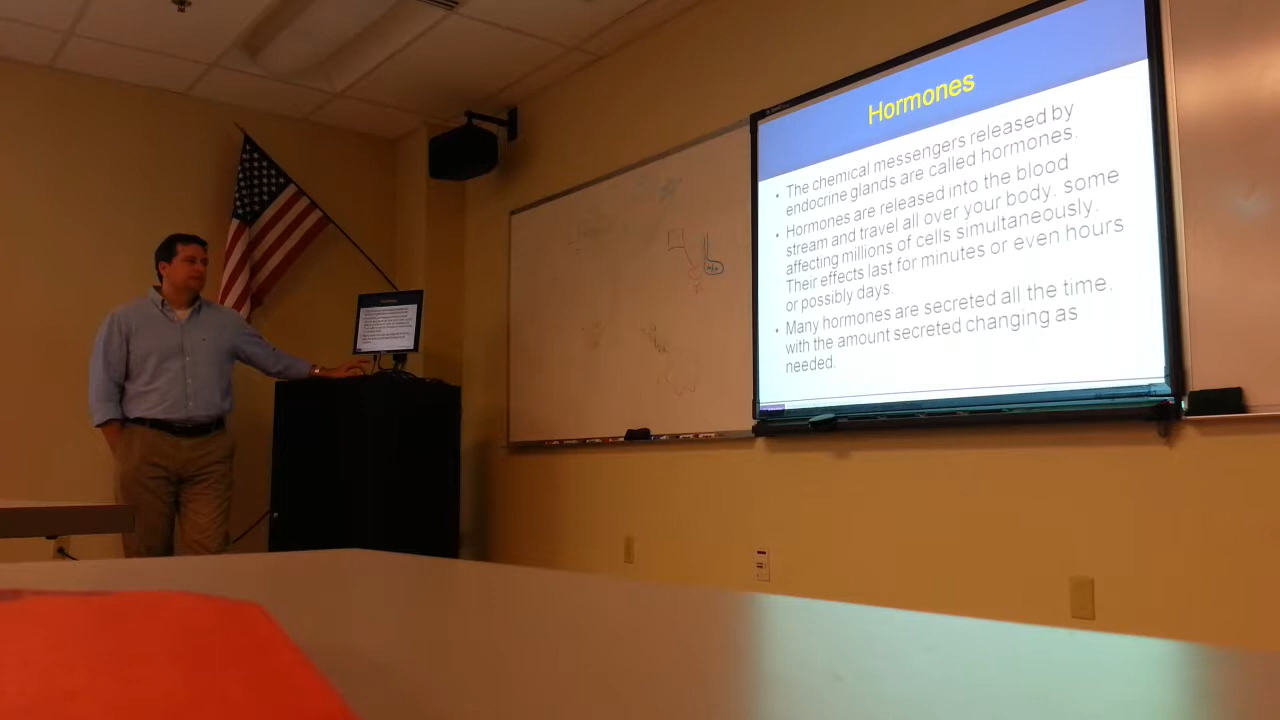 Hormones
• The chemical messengers released by
endocrine glands are called hormones.
• Hormones are released into the blood
stream and travel all over your body, some
affecting millions of cells simultaneously.
Their effects last for minutes or even hours
or possibly days.
• Many hormones are secreted all the time,
with the amount secreted changing as
needed.